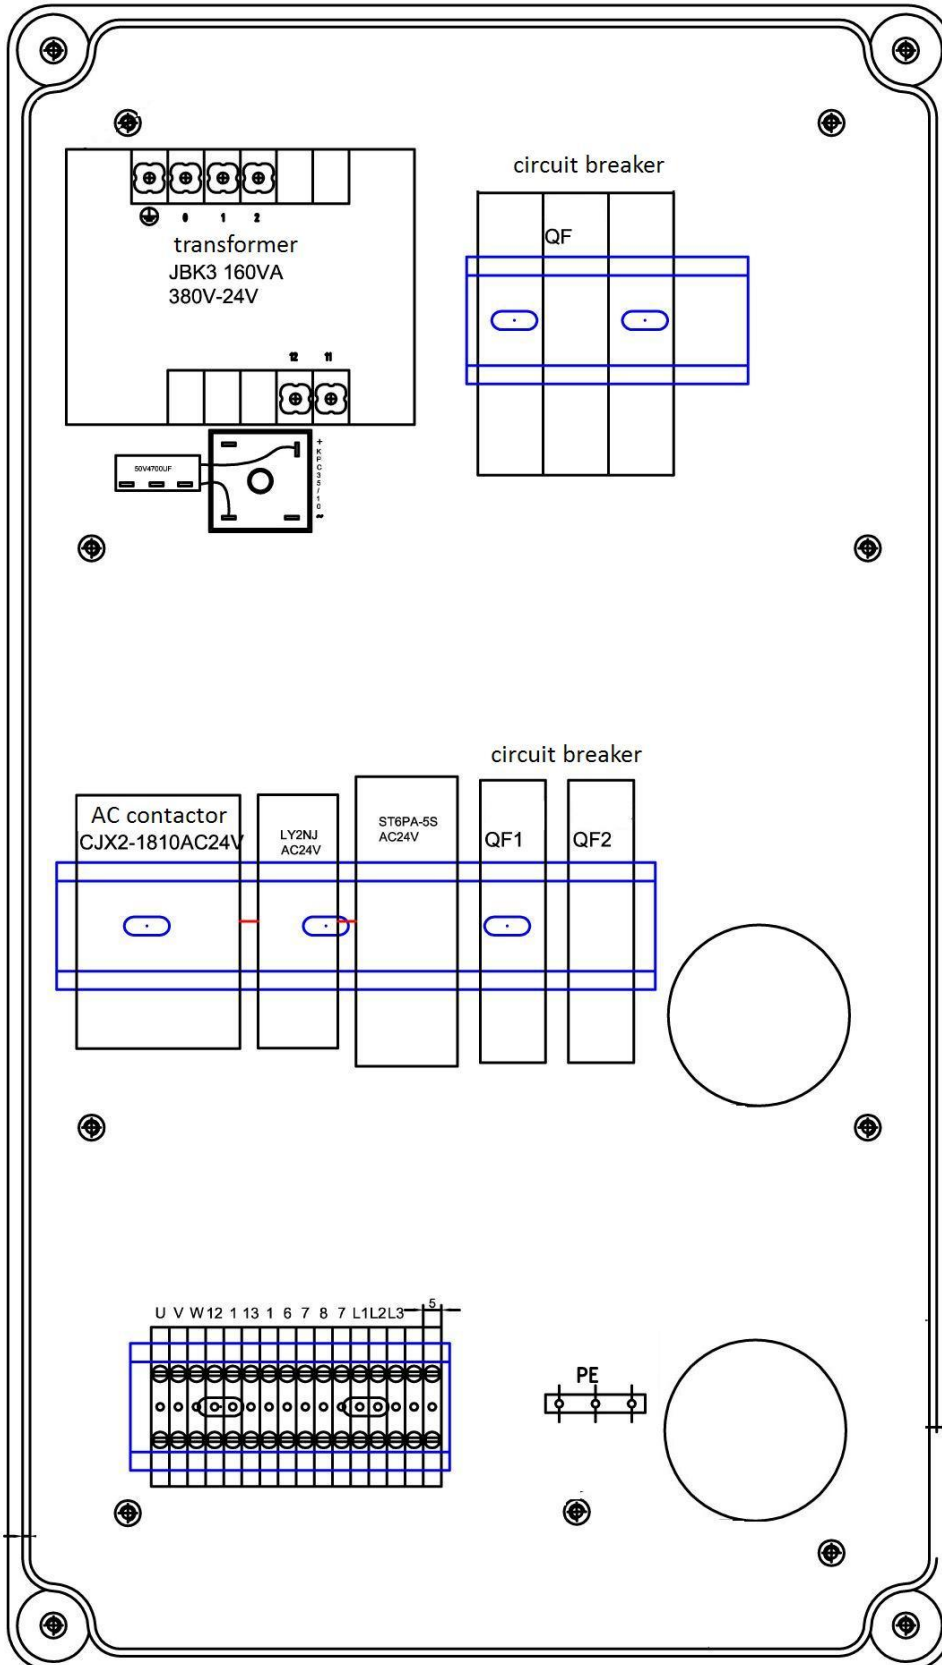 circuit breaker
QF
0 1 2
transformer
JBK3 160VA
380V-24V
12 11
50V4700UF
+KPC35/10~
circuit breaker
AC contactor
CJX2-1810AC24V
LY2NJ
AC24V
ST6PA-5S
AC24V
QF1
QF2
U V W 12 1 13 1 6 7 8 7 L1 L2 L3
5
PE